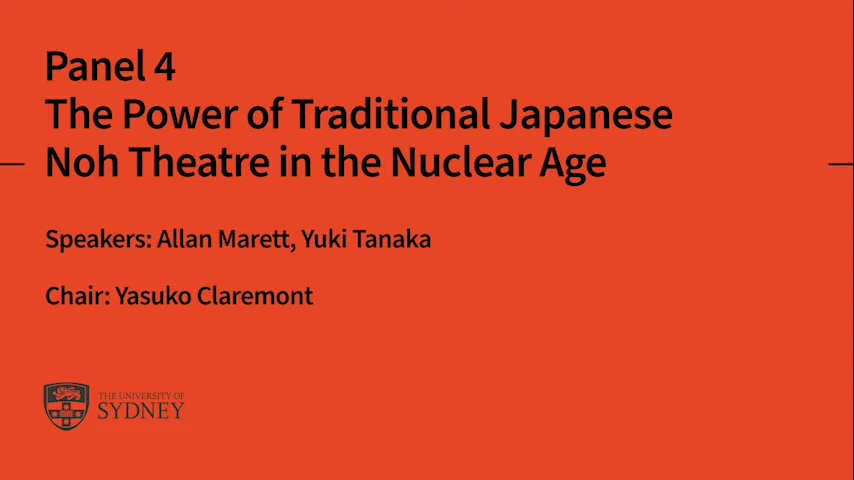 Panel 4
The Power of Traditional Japanese
Noh Theatre in the Nuclear Age
Speakers: Allan Marett, Yuki Tanaka
Chair: Yasuko Claremont
THE UNIVERSITY OF
SYDNEY